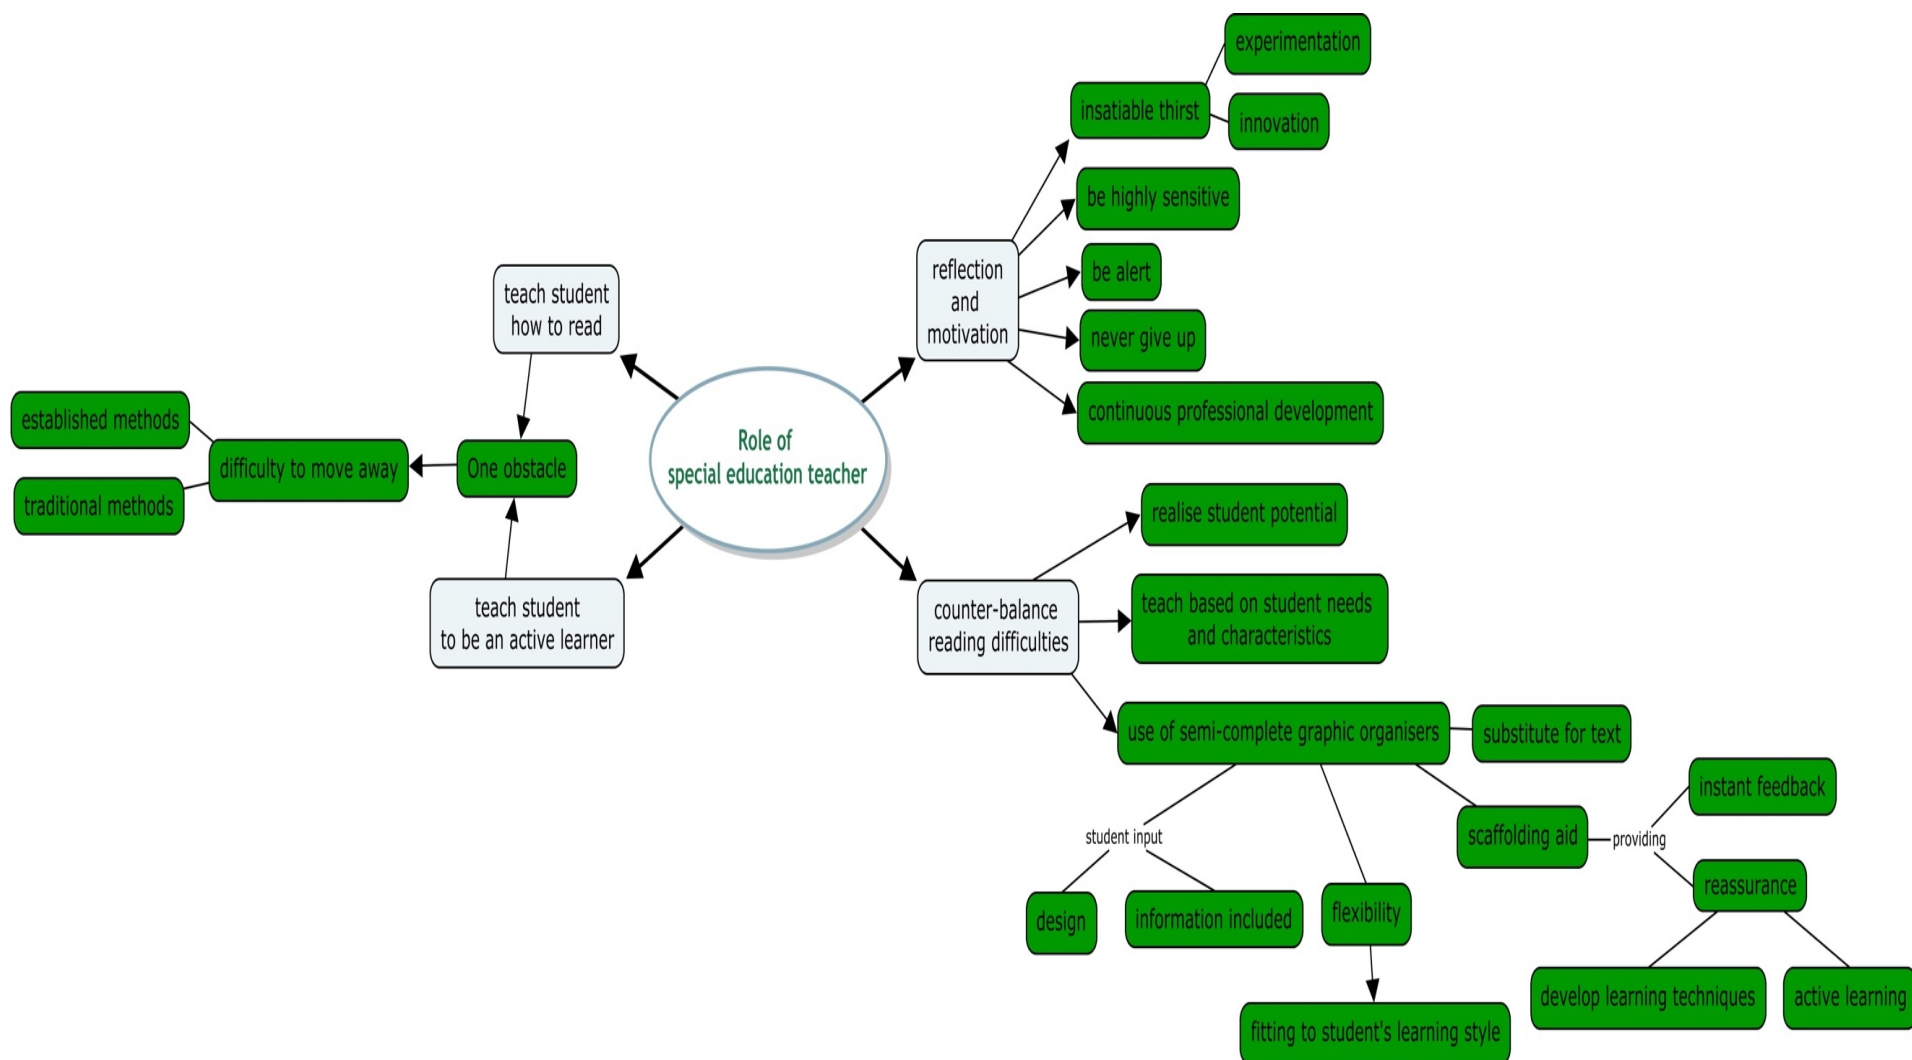 experimentation
insatiable thirst
innovation
be highly sensitive
reflection
and
motivation
be alert
never give up
continuous professional development
teach student
how to read
established methods
difficulty to move away
One obstacle
traditional methods
Role of
special education teacher
teach student
to be an active learner
realise student potential
counter-balance
reading difficulties
teach based on student needs
and characteristics
use of semi-complete graphic organisers
substitute for text
student input
design
information included
flexibility
fitting to student's learning style
scaffolding aid
providing
instant feedback
reassurance
develop learning techniques
active learning